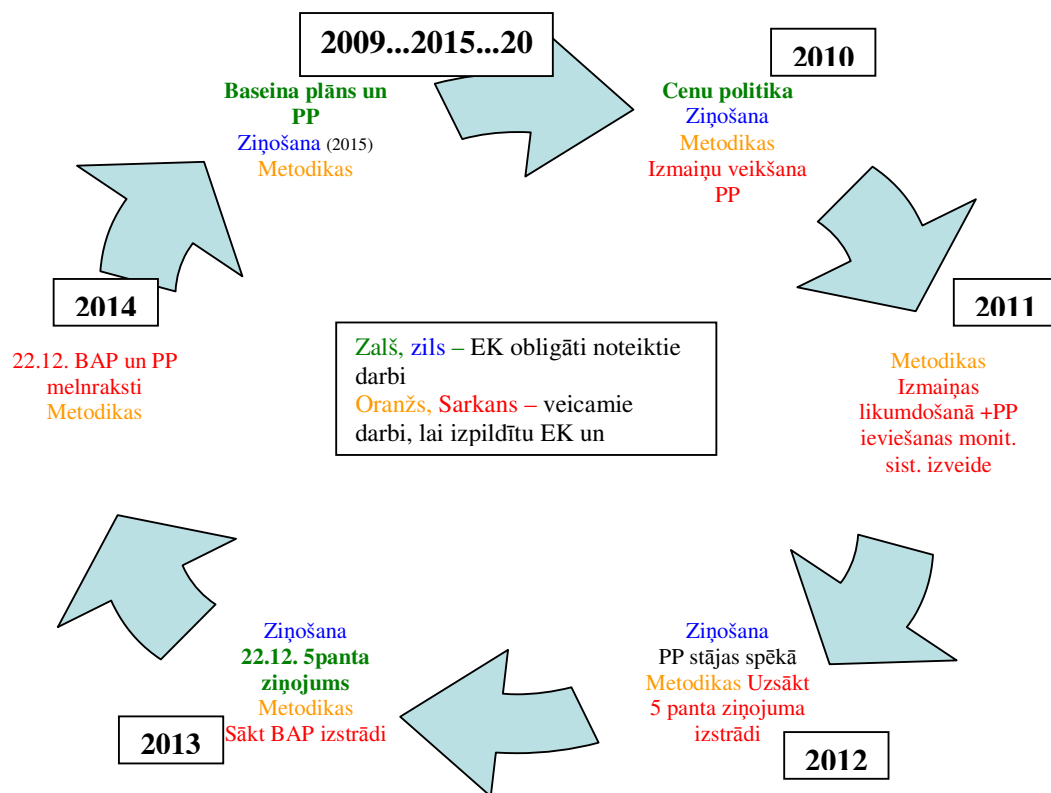 2009...2015...20
Baseina plāns un
PP
Ziņošana (2015)
Metodikas
2010
Cenu politika
Ziņošana
Metodikas
Izmaiņu veikšana
PP
2011
Metodikas
Izmaiņas
likumdošanā +PP
ieviešanas monit.
sist. izveide
Zalš, zils – EK obligāti noteiktie
darbi
Oranžs, Sarkans – veicamie
darbi, lai izpildītu EK un
2014
22.12. BAP un PP
melnraksti
Metodikas
Ziņošana
PP stājas spēkā
Metodikas Uzsākt
5 panta ziņojuma
izstrādi
2012
Ziņošana
22.12. 5panta
ziņojums
Metodikas
Sākt BAP izstrādi
2013